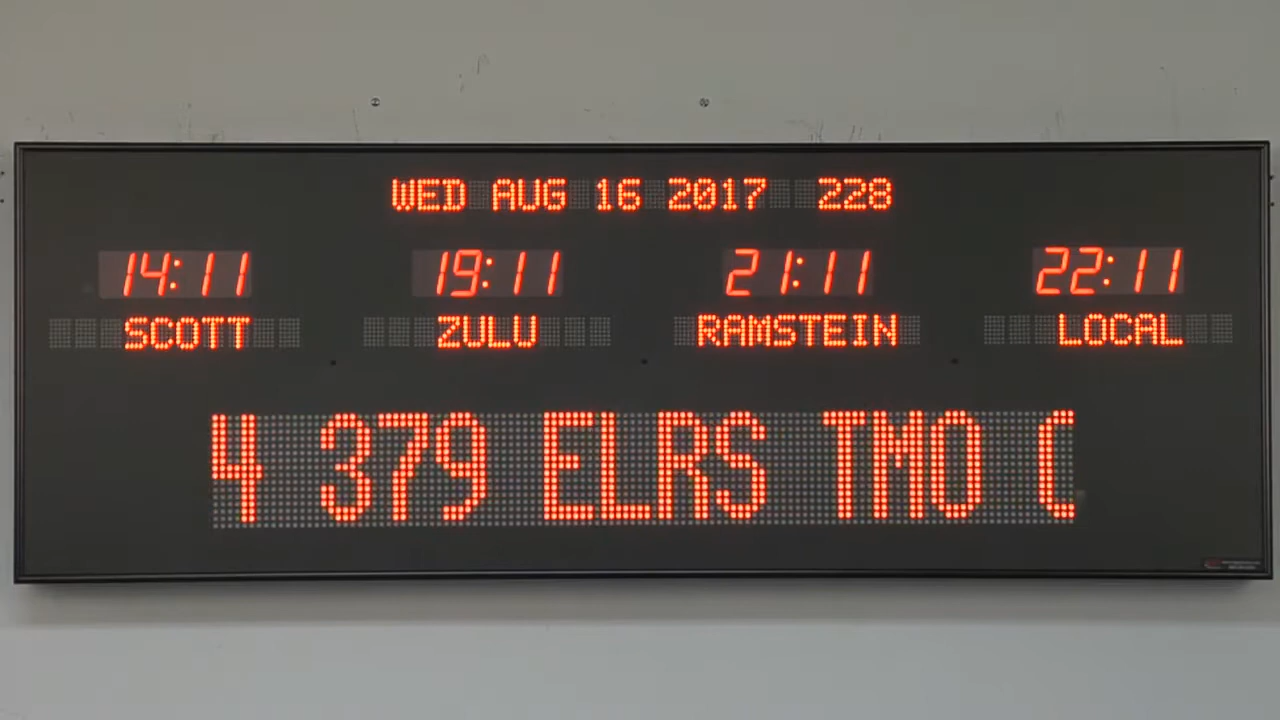 WED AUG 16 2017 228
14:11 19:11 21:11 22:11
SCOTT ZULU RAMSTEIN LOCAL
4 379 ELRS TMO C